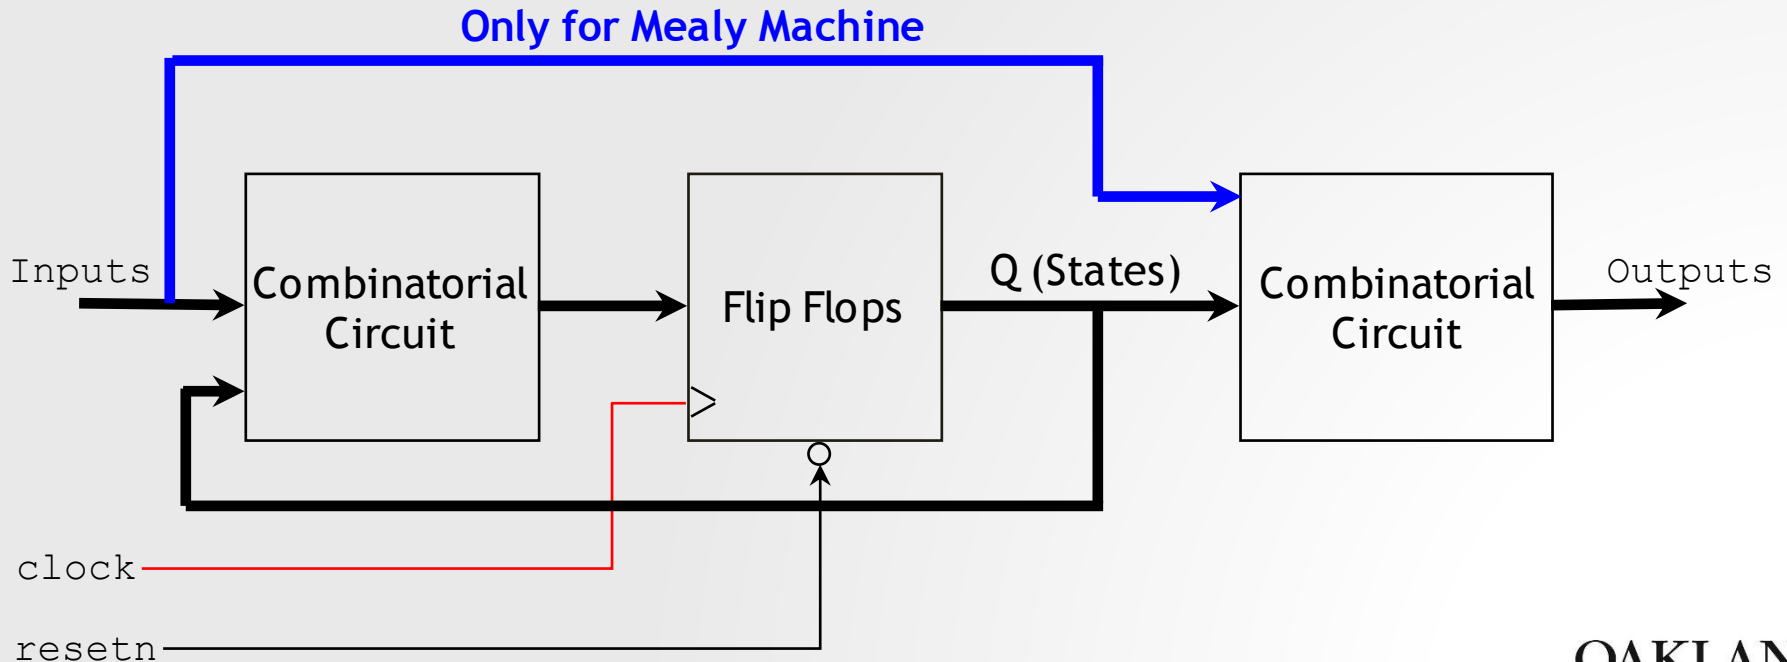 Only for Mealy Machine
Inputs
Combinatorial
Circuit
Flip Flops
Q (States)
Combinatorial
Circuit
Outputs
clock
resetn